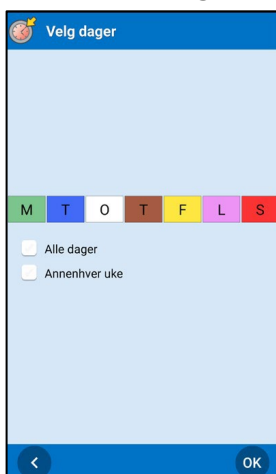 Velg dager
M T O T F L S
Alle dager
Annenhver uke
OK